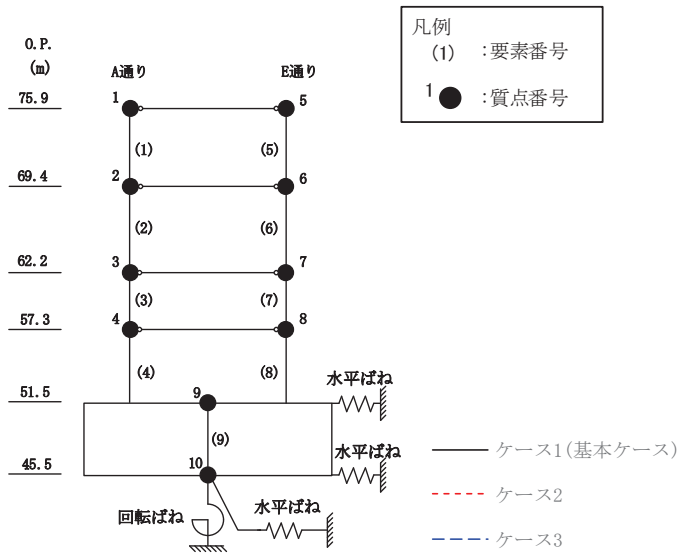 凡例
(1) :要素番号
1 :質点番号
O.P.
(m)
A通り
E通り
75.9
1
5
(1)
(5)
69.4
2
6
(2)
(6)
62.2
3
7
(3)
(7)
57.3
4
8
(4)
(8)
水平ばね
51.5
9
(9)
水平ばね
45.5
10
ケース1(基本ケース)
水平ばね
回転ばね
ケース2
ケース3